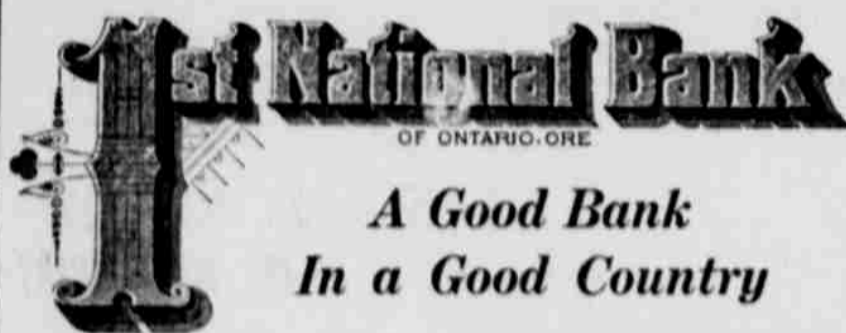 1st National Bank
OF ONTARIO, ORE
A Good Bank
In a Good Country